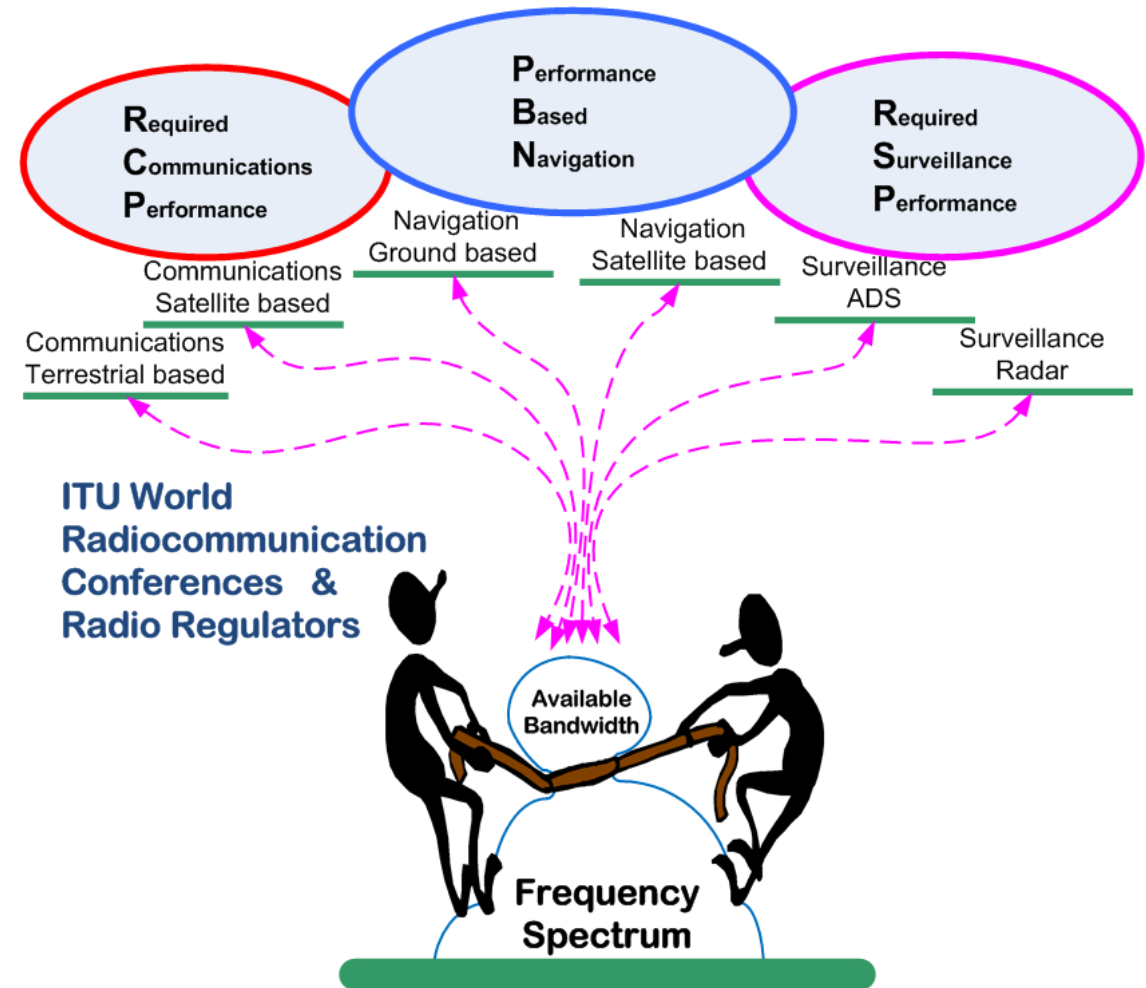 Required
Communications
Performance
Performance
Based
Navigation
Required
Surveillance
Performance
Navigation
Ground based
Navigation
Satellite based
Communications
Satellite based
Surveillance
ADS
Communications
Terrestrial based
Surveillance
Radar
ITU World
Radiocommunication
Conferences &
Radio Regulators
Available
Bandwidth
Frequency
Spectrum